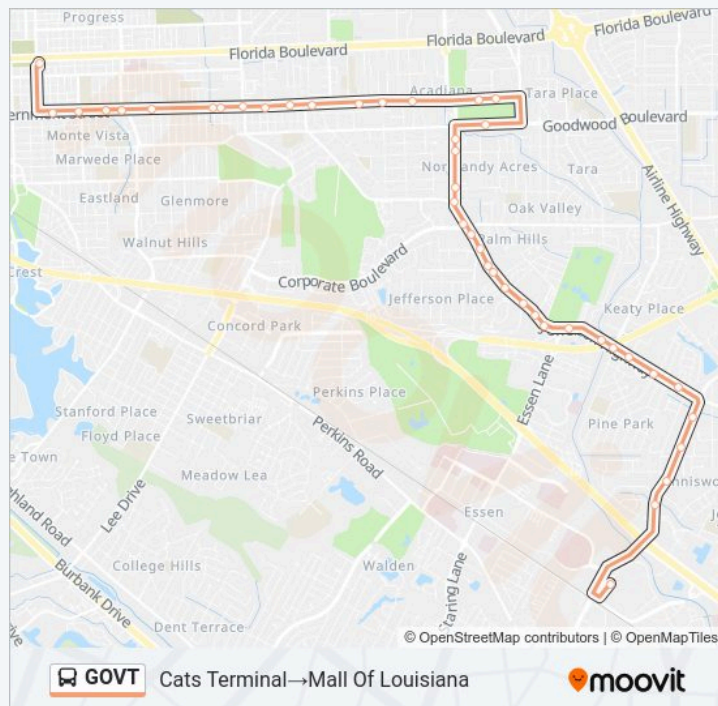 Progress
Florida Boulevard
Florida Boulevard
Florida Boulevard
Acadiana
Tara Place
Goodwood Boulevard
Monte Vista
Marwede Place
Normandy Acres
Tara
Airline Highway
Eastland
Glenmore
Oak Valley
Walnut Hills
Palm Hills
Crest
Corporate Boulevard
Jefferson Place
Keaty Place
Concord Park
Essen Lane
Perkins Place
Stanford Place
Sweetbriar
Pine Park
Floyd Place
Perkins Road
Lee Drive
Meadow Lea
Essen
College Hills
Walden
Staring Lane
Burbank Drive
Dent Terrace
© OpenStreetMap contributors | © OpenMapTiles
GOVT
Cats Terminal→Mall Of Louisiana
moovit